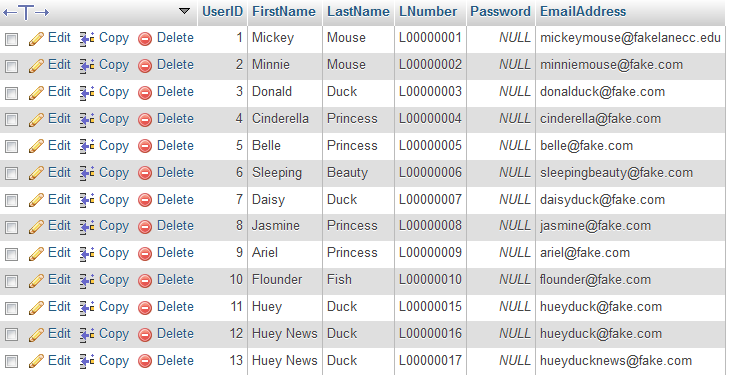 UserID FirstName LastName LNumber Password EmailAddress
Edit Copy Delete 1 Mickey Mouse L00000001 NULL mickeymouse@fakelanecc.edu
Edit Copy Delete 2 Minnie Mouse L00000002 NULL minniemouse@fake.com
Edit Copy Delete 3 Donald Duck L00000003 NULL donalduck@fake.com
Edit Copy Delete 4 Cinderella Princess L00000004 NULL cinderella@fake.com
Edit Copy Delete 5 Belle Princess L00000005 NULL belle@fake.com
Edit Copy Delete 6 Sleeping Beauty L00000006 NULL sleepingbeauty@fake.com
Edit Copy Delete 7 Daisy Duck L00000007 NULL daisyduck@fake.com
Edit Copy Delete 8 Jasmine Princess L00000008 NULL jasmine@fake.com
Edit Copy Delete 9 Ariel Princess L00000009 NULL ariel@fake.com
Edit Copy Delete 10 Flounder Fish L00000010 NULL flounder@fake.com
Edit Copy Delete 11 Huey Duck L00000015 NULL hueyduck@fake.com
Edit Copy Delete 12 Huey News Duck L00000016 NULL hueyduck@fake.com
Edit Copy Delete 13 Huey News Duck L00000017 NULL hueyducknews@fake.com